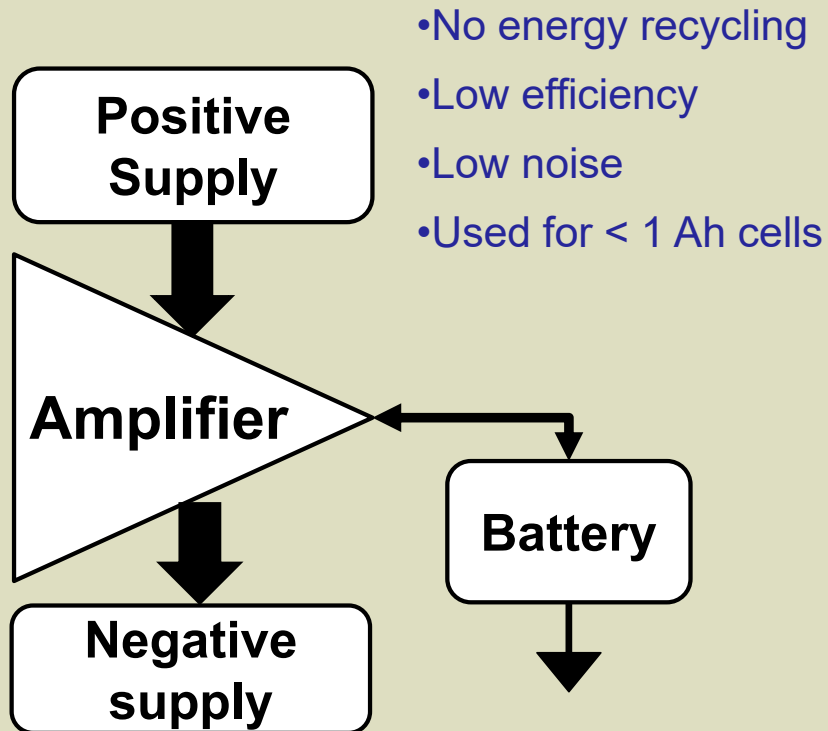 •No energy recycling
•Low efficiency
•Low noise
•Used for < 1 Ah cells
Positive
Supply
Amplifier
Battery
Negative
supply